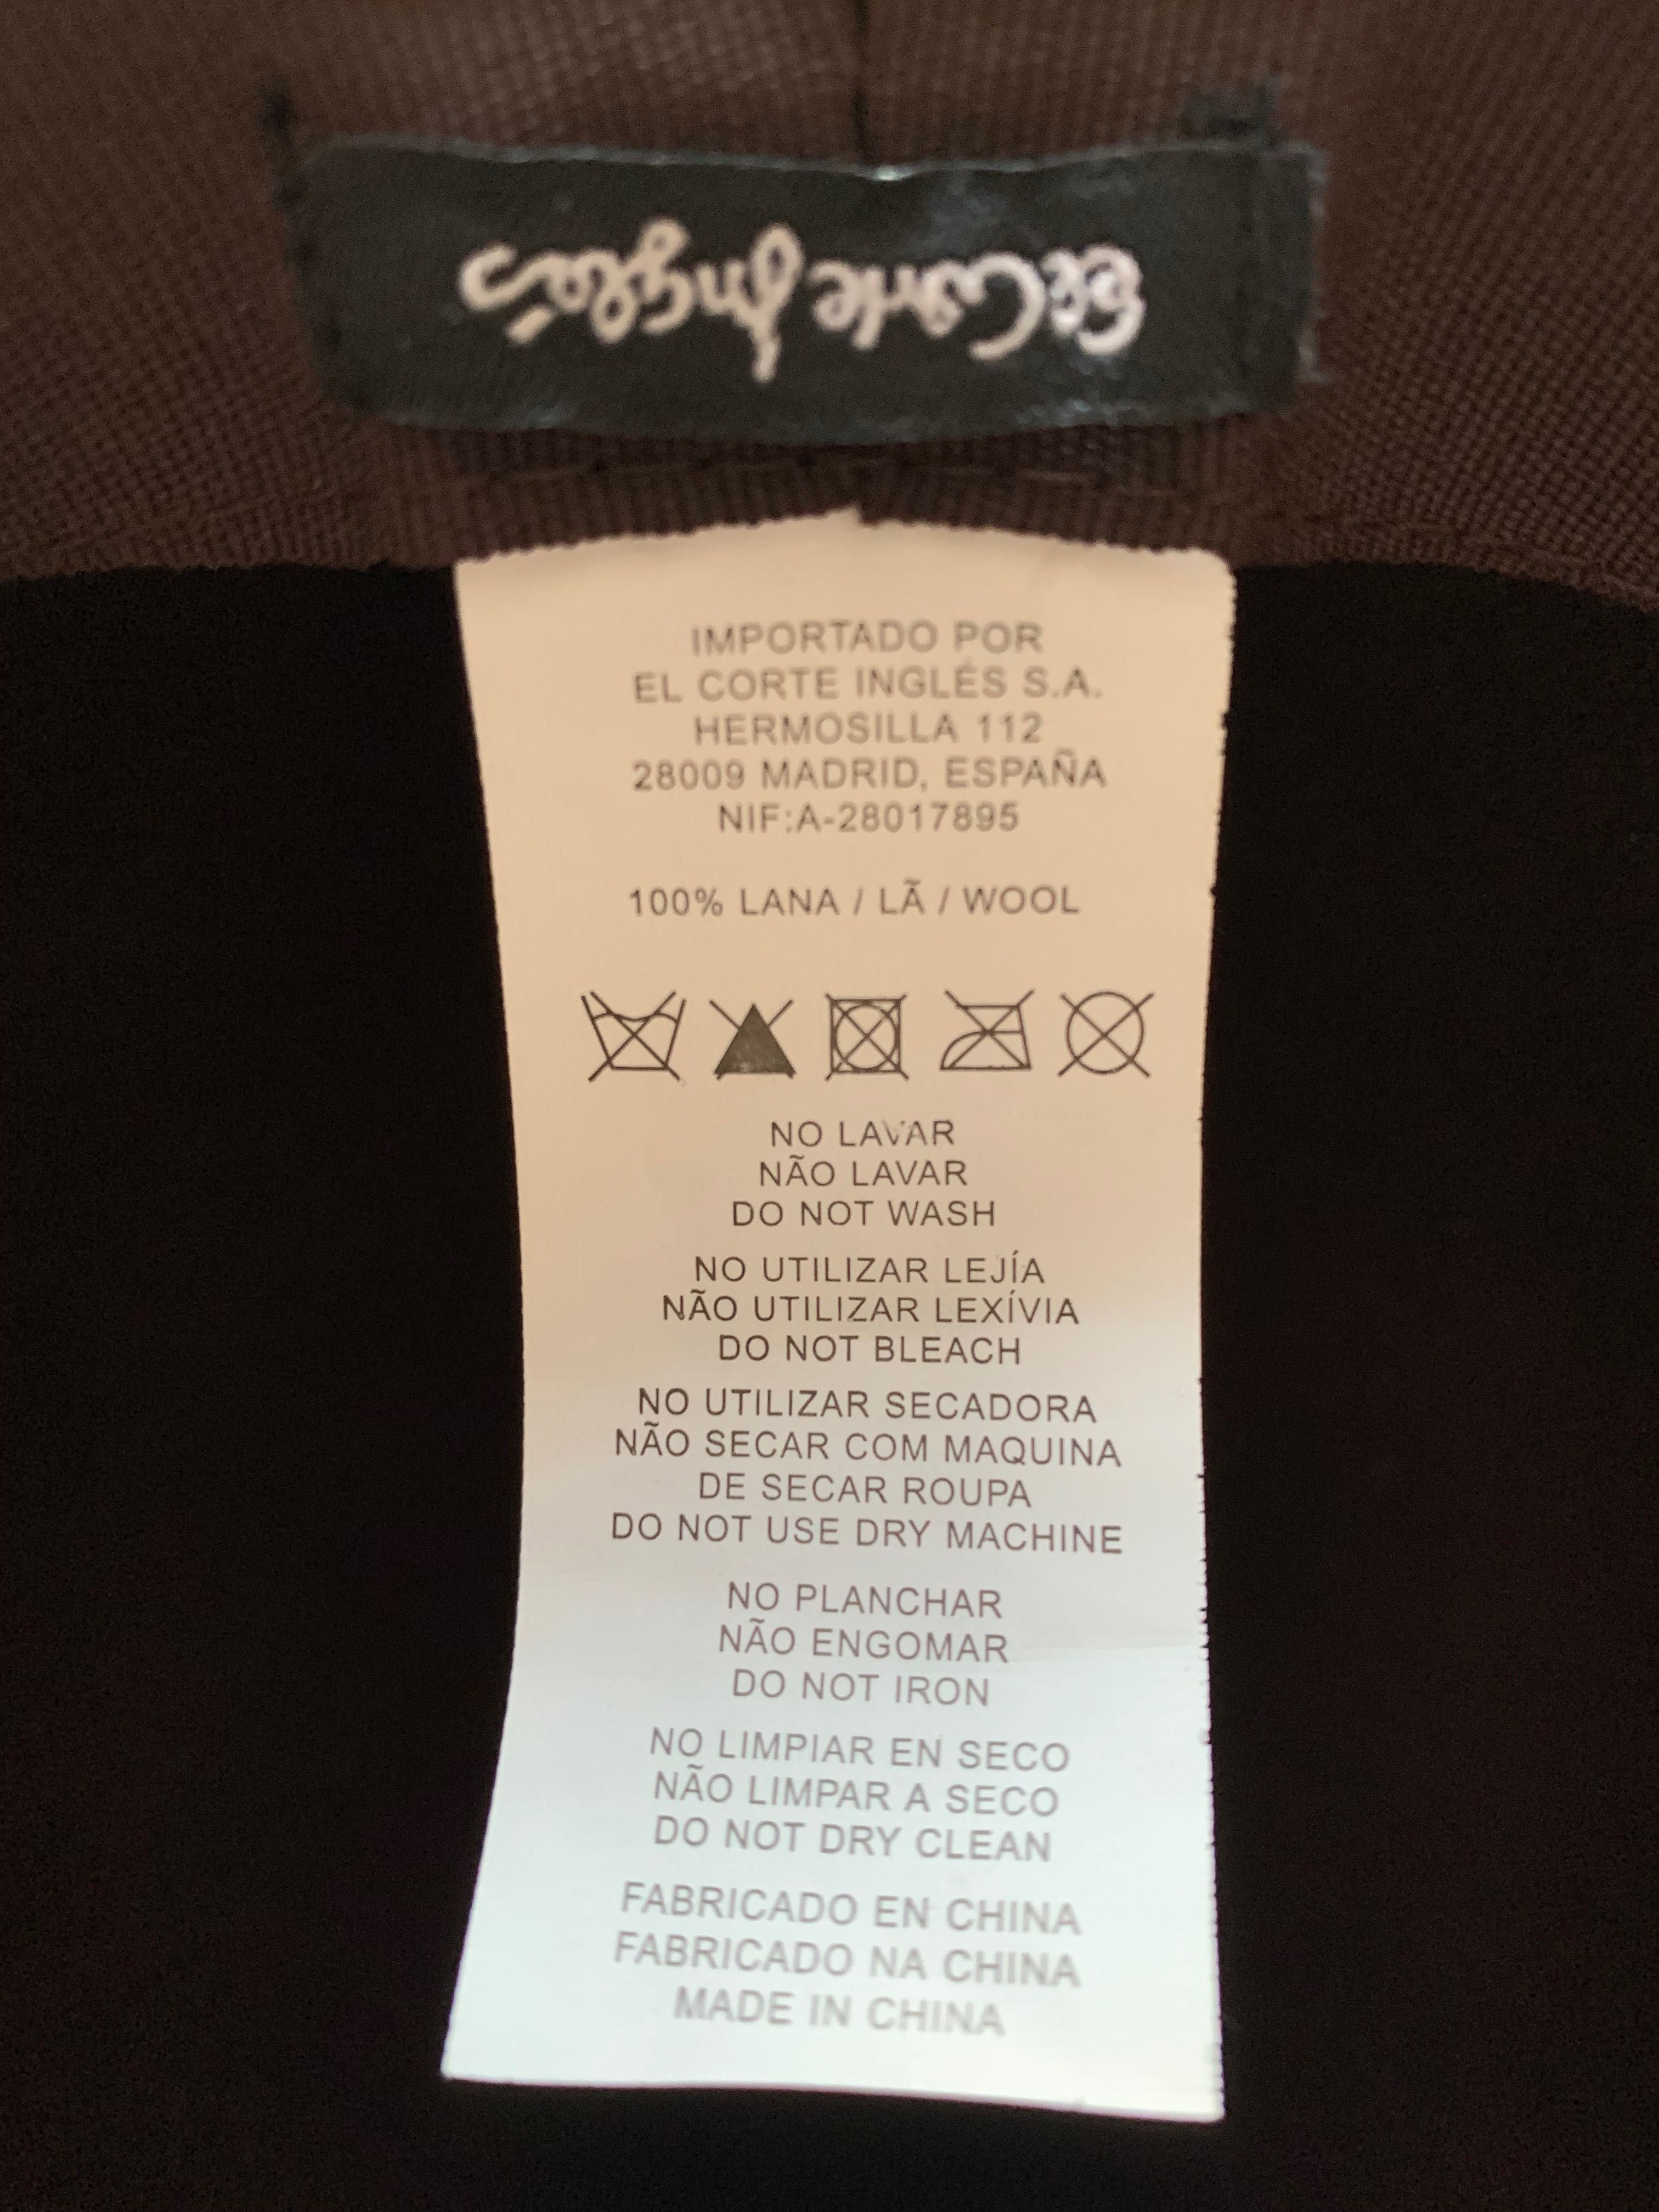 El Corte Inglés
IMPORTADO POR
EL CORTE INGLÉS S.A.
HERMOSILLA 112
28009 MADRID, ESPAÑA
NIF:A-28017895
100% LANA / LÃ / WOOL
NO LAVAR
NÃO LAVAR
DO NOT WASH
NO UTILIZAR LEJÍA
NÃO UTILIZAR LEXÍVIA
DO NOT BLEACH
NO UTILIZAR SECADORA
NÃO SECAR COM MAQUINA
DE SECAR ROUPA
DO NOT USE DRY MACHINE
NO PLANCHAR
NÃO ENGOMAR
DO NOT IRON
NO LIMPIAR EN SECO
NÃO LIMPAR A SECO
DO NOT DRY CLEAN
FABRICADO EN CHINA
FABRICADO NA CHINA
MADE IN CHINA